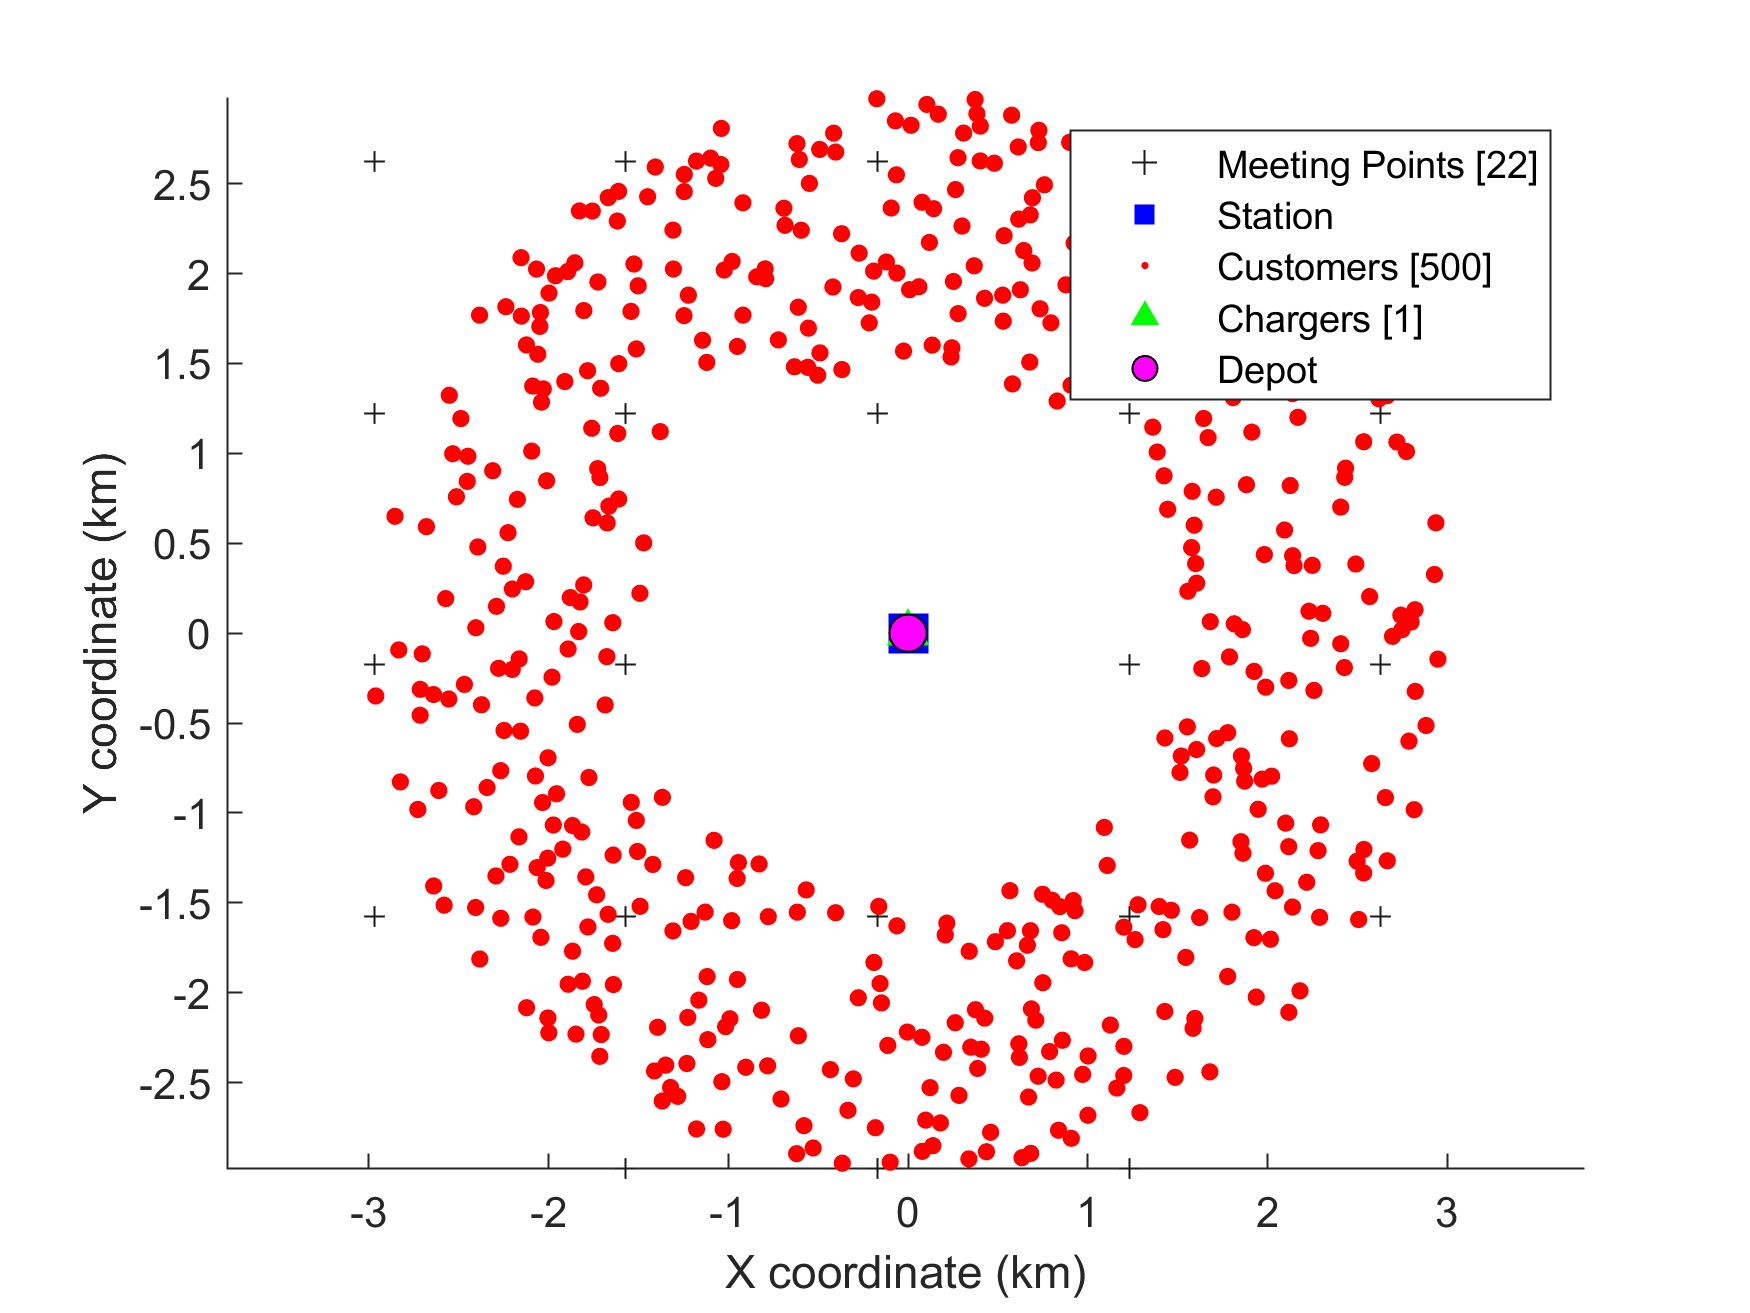 Meeting Points [22]
Station
Customers [500]
Chargers [1]
Depot
Y coordinate (km)
2.5
2
1.5
1
0.5
0
-0.5
-1
-1.5
-2
-2.5
-3 -2 -1 0 1 2 3
X coordinate (km)